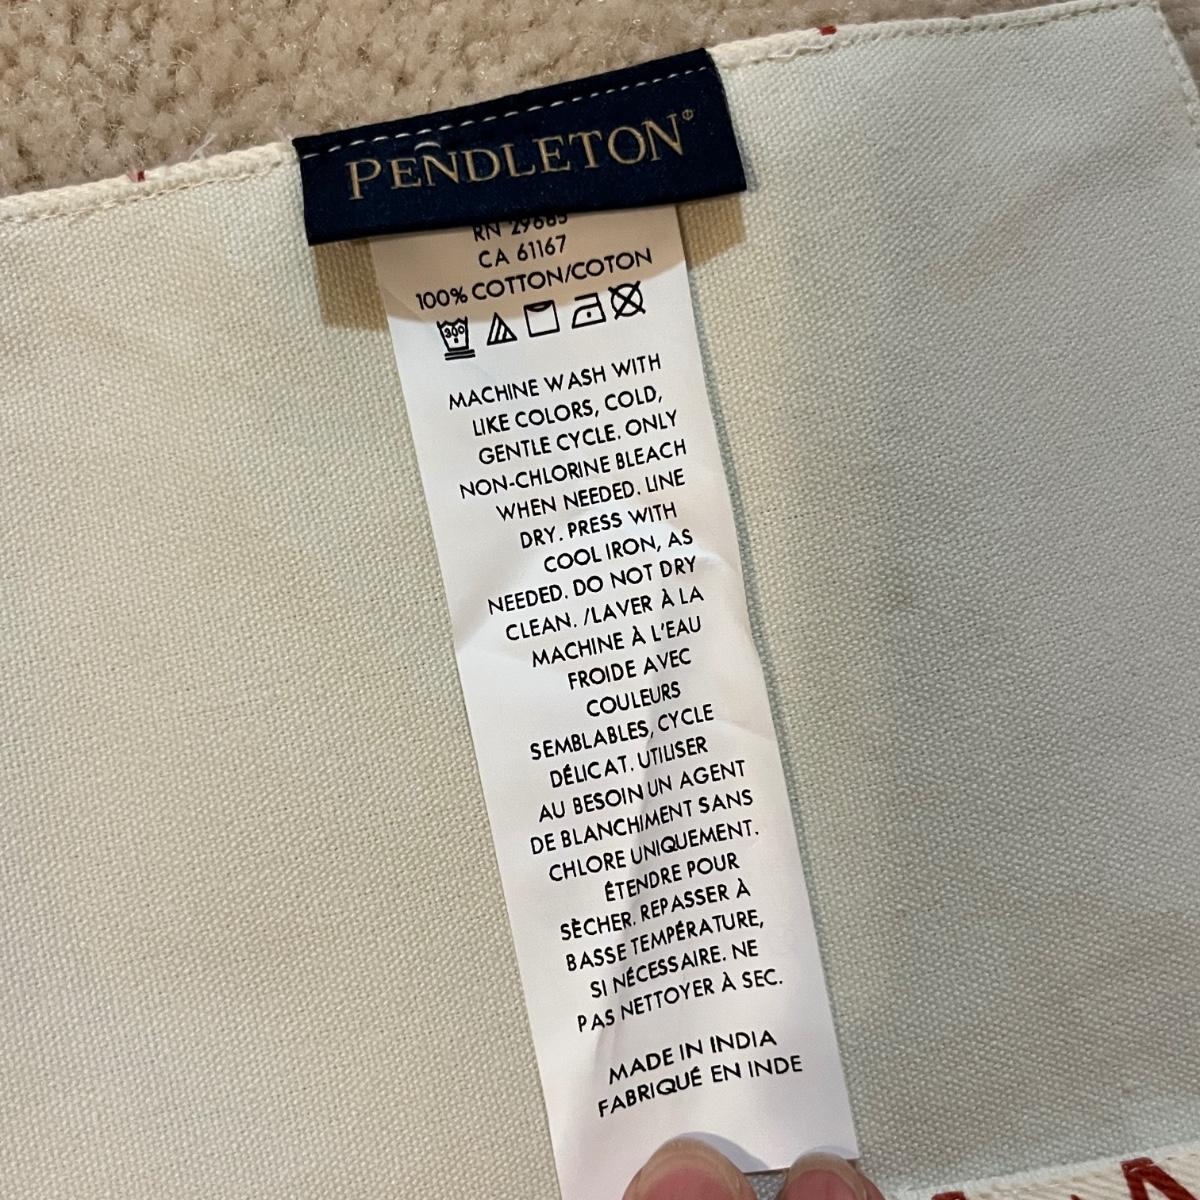 PENDLETON®
RN 29685
CA 61167
100% COTTON/COTON
30°
MACHINE WASH WITH
LIKE COLORS, COLD,
GENTLE CYCLE. ONLY
NON-CHLORINE BLEACH
WHEN NEEDED. LINE
DRY. PRESS WITH
COOL IRON, AS
NEEDED. DO NOT DRY
CLEAN. /LAVER À LA
MACHINE À L'EAU
FROIDE AVEC
COULEURS
SEMBLABLES, CYCLE
DÉLICAT. UTILISER
AU BESOIN UN AGENT
DE BLANCHIMENT SANS
CHLORE UNIQUEMENT.
ÉTENDRE POUR
SÈCHER. REPASSER À
BASSE TEMPÉRATURE,
SI NÉCESSAIRE. NE
PAS NETTOYER À SEC.
MADE IN INDIA
FABRIQUÉ EN INDE